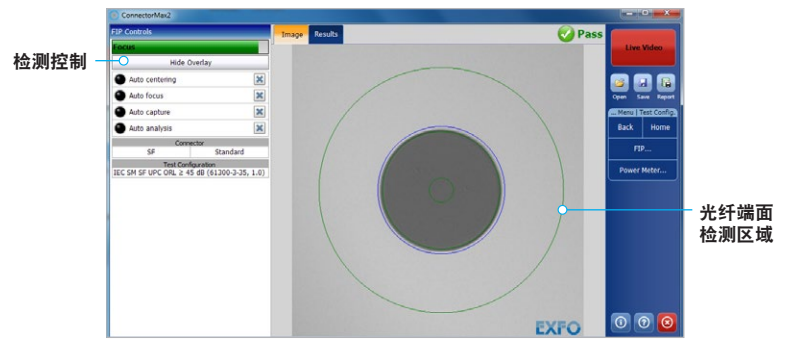 ConnectorMax2
FIP Controls
Focus
Hide Overlay
Auto centering
Auto focus
Auto capture
Auto analysis
Connector
SF Standard
Test Configuration
IEC SM SF UPC ORL ≥ 45 dB (61300-3-35, 1.0)
检测控制
Image Results
Pass
EXFO
Live Video
Open Save Report
... Menu | Test Config.
Back Home
FIP...
Power Meter...
光纤端面
检测区域